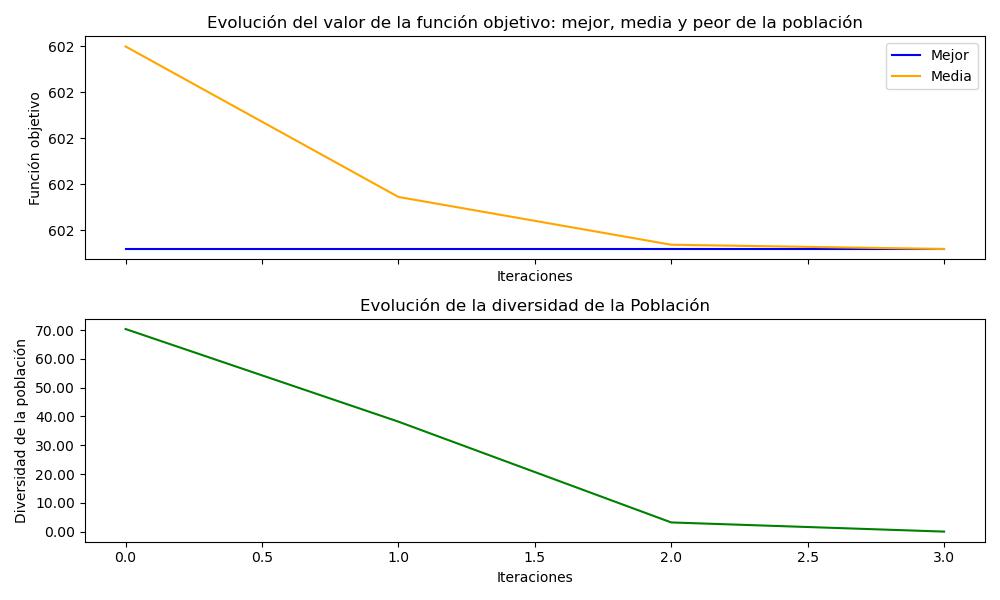 Evolución del valor de la función objetivo: mejor, media y peor de la población
Función objetivo
602
602
602
602
602
Mejor
Media
Iteraciones
Evolución de la diversidad de la Población
Diversidad de la población
70.00
60.00
50.00
40.00
30.00
20.00
10.00
0.00
0.0 0.5 1.0 1.5 2.0 2.5 3.0
Iteraciones